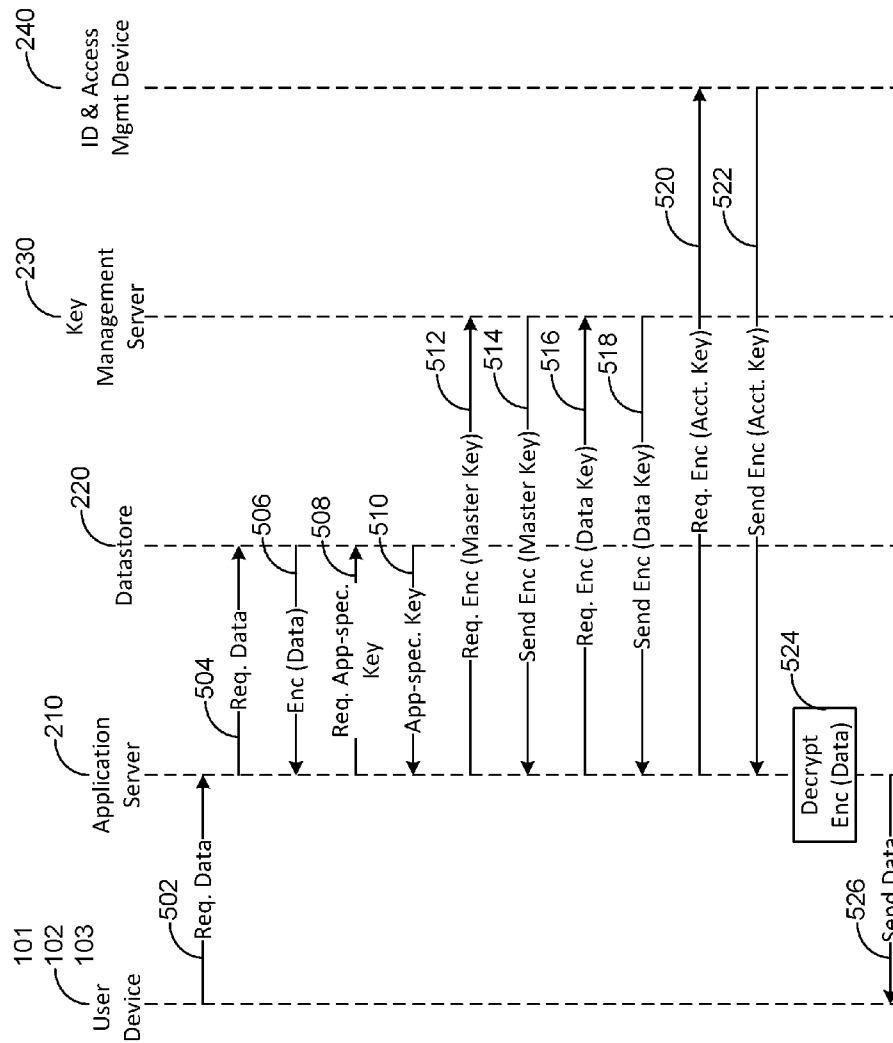 101
102
103
User
Device
210
Application
Server
220
Datastore
230
Key
Management
Server
240
ID & Access
Mgmt Device
502
Req. Data
504
Req. Data
506
Enc (Data)
508
Req. App-spec.
Key
510
App-spec. Key
512
Req. Enc (Master Key)
514
Send Enc (Master Key)
516
Req. Enc (Data Key)
518
Send Enc (Data Key)
520
Req. Enc (Acct. Key)
522
Send Enc (Acct. Key)
524
Decrypt
Enc (Data)
526
Send Data